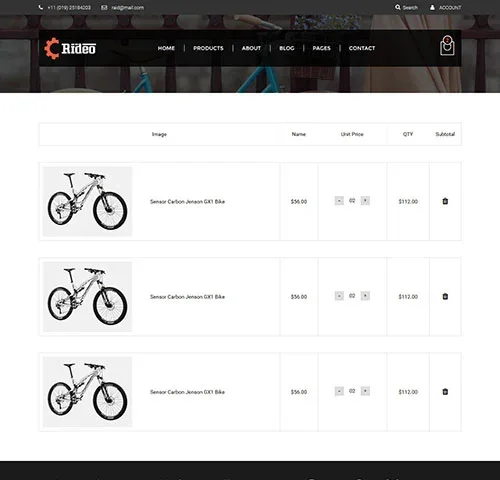 +11 (019) 25184203 raid@mail.com Search ACCOUNT
Rideo HOME PRODUCTS ABOUT BLOG PAGES CONTACT
Image Name Unit Price QTY Subtotal
Sensor Carbon Jenson GX1 Bike $56.00 - 02 + $112.00
Sensor Carbon Jenson GX1 Bike $56.00 - 02 + $112.00
Sensor Carbon Jenson GX1 Bike $56.00 - 02 + $112.00